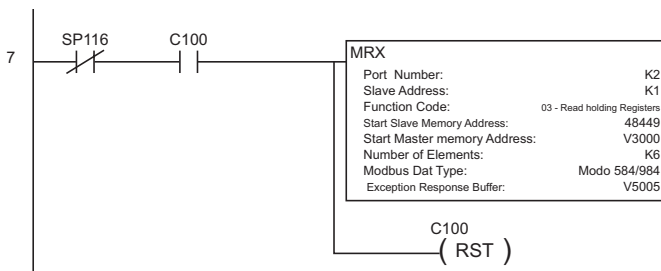 SP116 C100
7
MRX
Port Number: K2
Slave Address: K1
Function Code: 03 - Read holding Registers
Start Slave Memory Address: 48449
Start Master memory Address: V3000
Number of Elements: K6
Modbus Dat Type: Modo 584/984
Exception Response Buffer: V5005
C100
( RST )